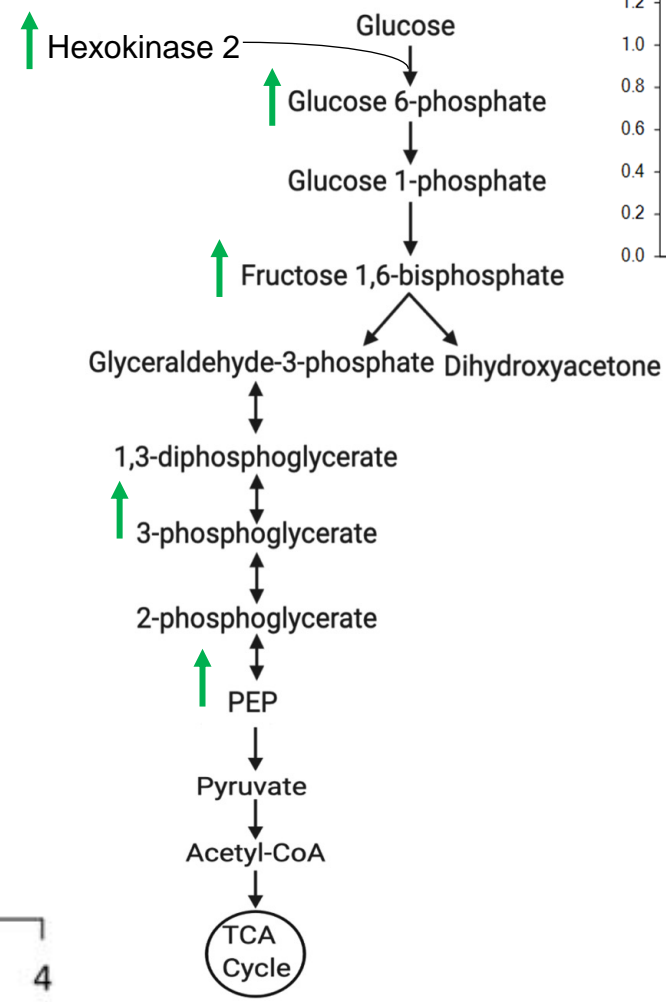 1.2
Glucose
1.0
Hexokinase 2
0.8
Glucose 6-phosphate
0.6
0.4
Glucose 1-phosphate
0.2
0.0
Fructose 1,6-bisphosphate
Glyceraldehyde-3-phosphate Dihydroxyacetone
1,3-diphosphoglycerate
3-phosphoglycerate
2-phosphoglycerate
PEP
Pyruvate
Acetyl-CoA
TCA
Cycle
4